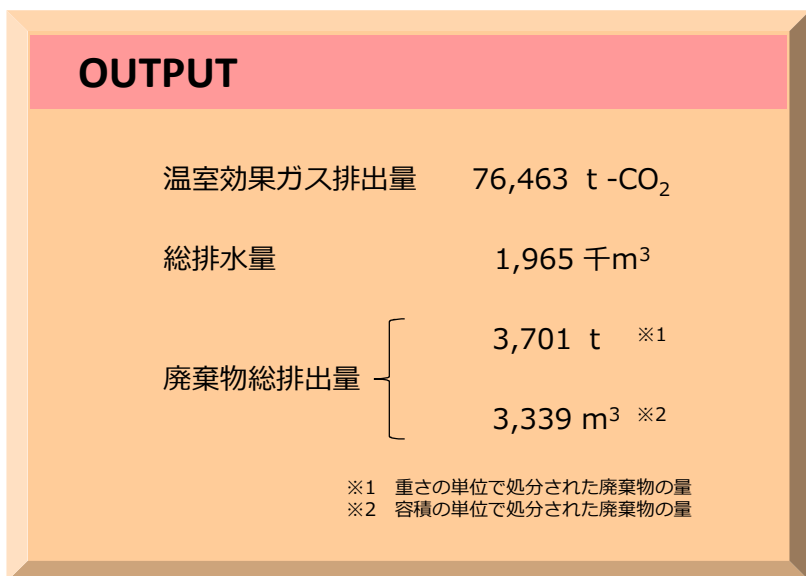 OUTPUT
温室効果ガス排出量 76,463 t -CO₂
総排水量 1,965 千m³
廃棄物総排出量 3,701 t ※1
3,339 m³ ※2
※1 重さの単位で処分された廃棄物の量
※2 容積の単位で処分された廃棄物の量